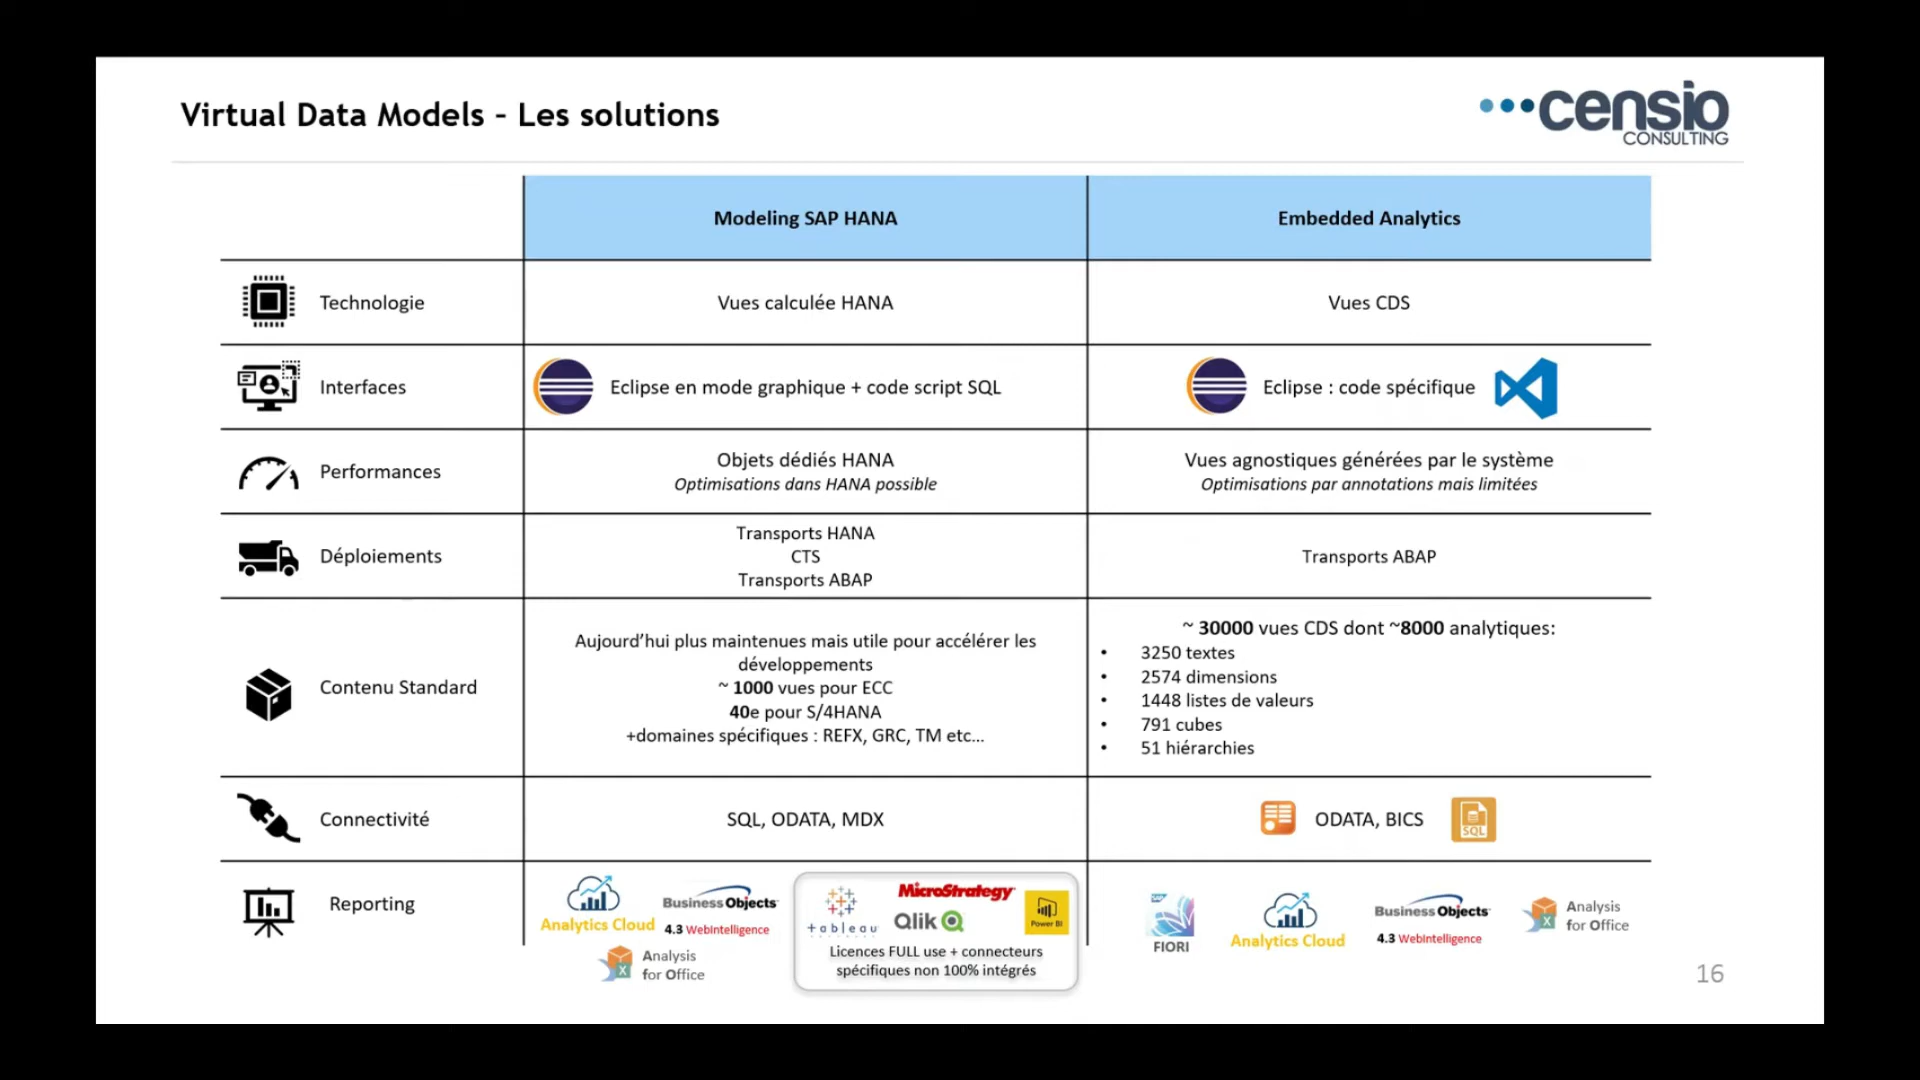 Virtual Data Models – Les solutions
censio
CONSULTING
Modeling SAP HANA
Embedded Analytics
Technologie
Vues calculée HANA
Vues CDS
Interfaces
Eclipse en mode graphique + code script SQL
Eclipse : code spécifique
Performances
Objets dédiés HANA
Optimisations dans HANA possible
Vues agnostiques générées par le système
Optimisations par annotations mais limitées
Déploiements
Transports HANA
CTS
Transports ABAP
Transports ABAP
Contenu Standard
Aujourd’hui plus maintenues mais utile pour accélérer les
développements
~ 1000 vues pour ECC
40e pour S/4HANA
+domaines spécifiques : REFX, GRC, TM etc…
~ 30000 vues CDS dont ~8000 analytiques:
• 3250 textes
• 2574 dimensions
• 1448 listes de valeurs
• 791 cubes
• 51 hiérarchies
Connectivité
SQL, ODATA, MDX
ODATA, BICS
SQL
Reporting
Analytics Cloud
BusinessObjects
4.3 WebIntelligence
Analysis
for Office
+ableau
MicroStrategy
Qlik
Power BI
Licences FULL use + connecteurs
spécifiques non 100% intégrés
SAP
FIORI
Analytics Cloud
BusinessObjects
4.3 WebIntelligence
Analysis
for Office
16